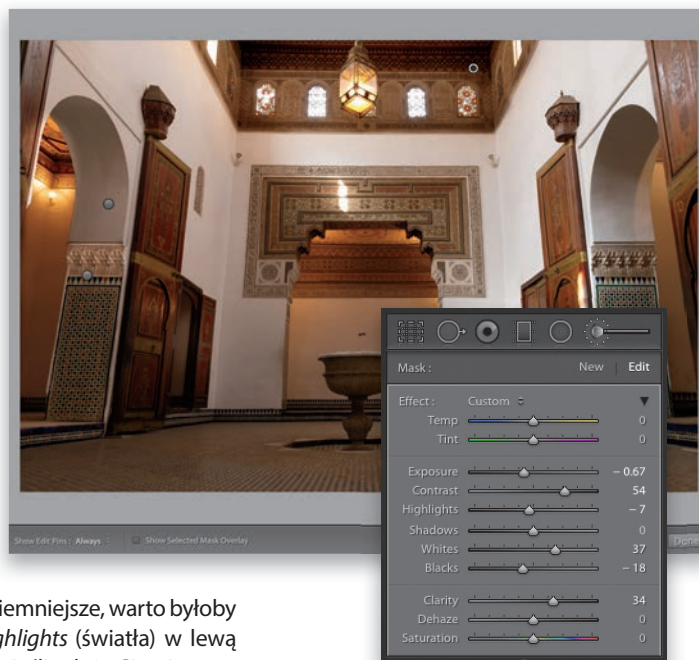 Mask : New | Edit
Effect : Custom
Temp 0
Tint 0
Exposure – 0.67
Contrast 54
Highlights – 7
Shadows 0
Whites 37
Blacks – 18
Clarity 34
Dehaze 0
Saturation 0
Show Edit Pins : Always Show Selected Mask Overlay Done
iemniejsze, warto byłoby
ghlights (światła) w lewą